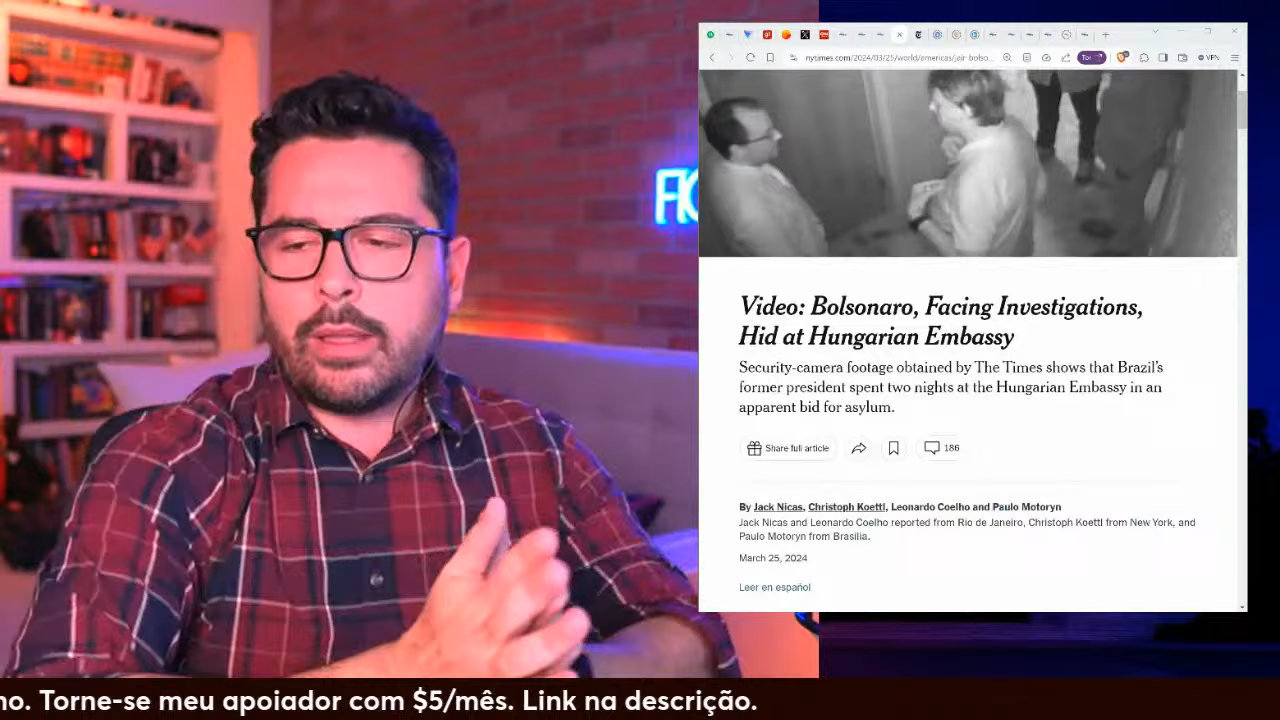 FIG
nytimes.com/2024/03/25/world/americas/jair-bolso...
Tor
VPN
Video: Bolsonaro, Facing Investigations,
Hid at Hungarian Embassy
Security-camera footage obtained by The Times shows that Brazil's
former president spent two nights at the Hungarian Embassy in an
apparent bid for asylum.
Share full article
186
By Jack Nicas, Christoph Koettl, Leonardo Coelho and Paulo Motoryn
Jack Nicas and Leonardo Coelho reported from Rio de Janeiro, Christoph Koettl from New York, and
Paulo Motoryn from Brasília.
March 25, 2024
Leer en español
no. Torne-se meu apoiador com $5/mês. Link na descrição.